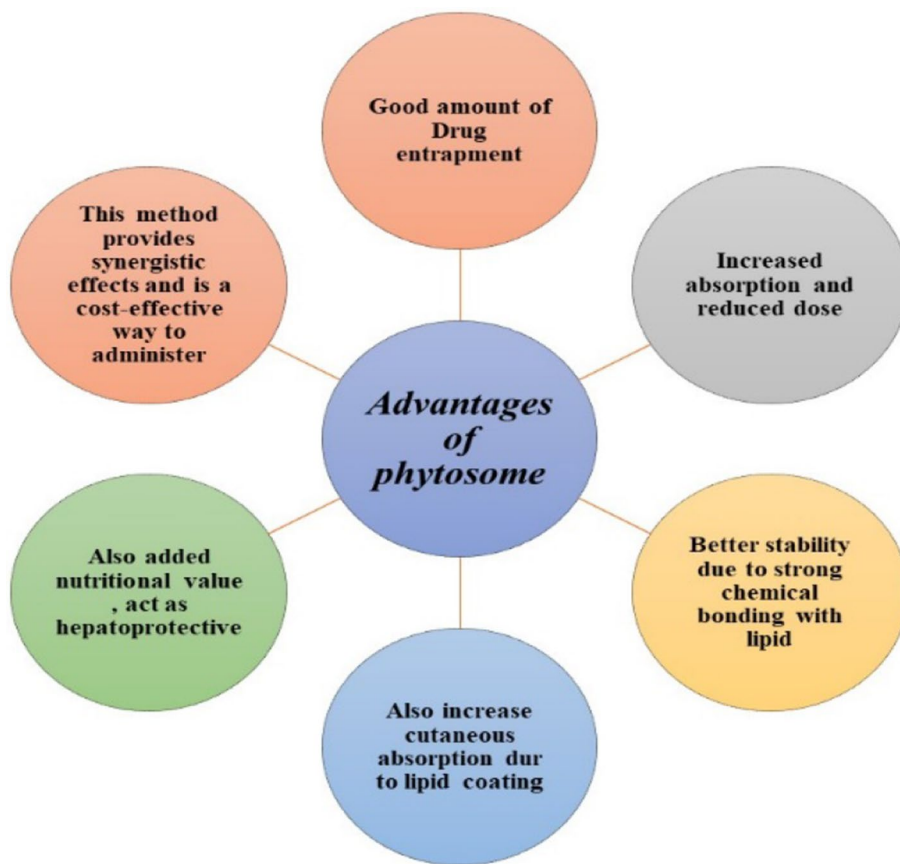 Good amount of
Drug
entrapment
This method
provides
synergistic
effects and is a
cost-effective
way to
administer
Increased
absorption and
reduced dose
Advantages
of
phytosome
Also added
nutritional value
, act as
hepatoprotective
Better stability
due to strong
chemical
bonding with
lipid
Also increase
cutaneous
absorption dur
to lipid coating